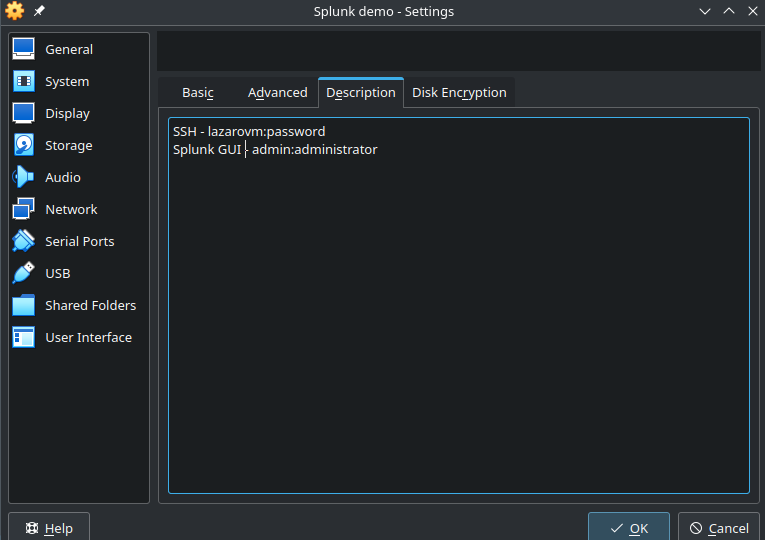 Splunk demo - Settings
General
System
Display
Storage
Audio
Network
Serial Ports
USB
Shared Folders
User Interface
Basic Advanced Description Disk Encryption
SSH - lazarovm:password
Splunk GUI - admin:administrator
Help OK Cancel